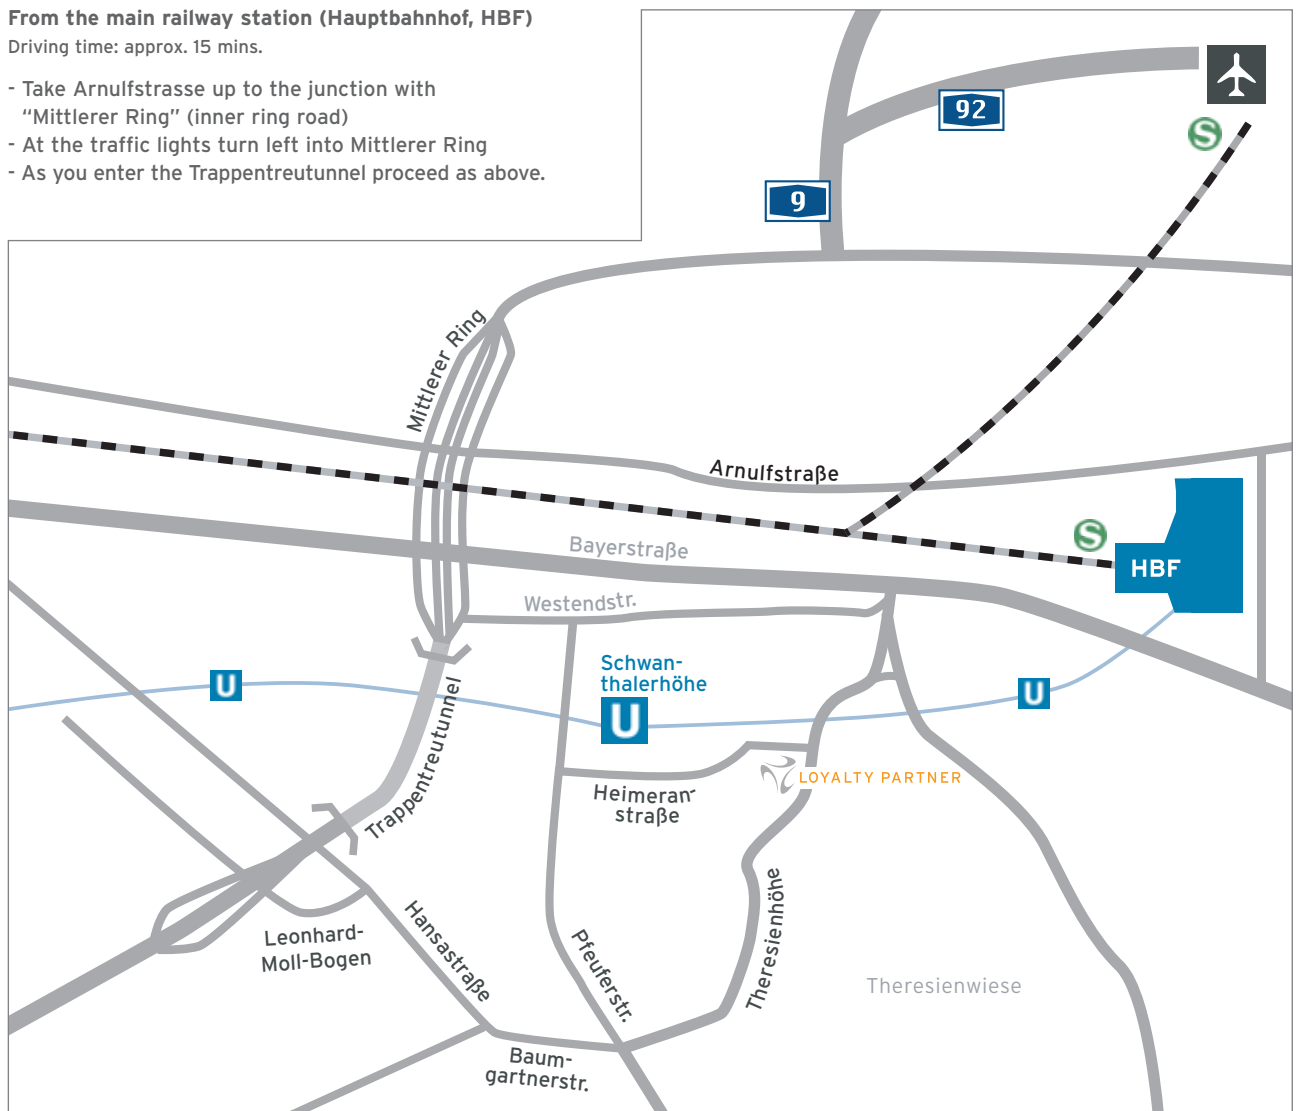 From the main railway station (Hauptbahnhof, HBF)
Driving time: approx. 15 mins.
- Take Arnulfstrasse up to the junction with
“Mittlerer Ring” (inner ring road)
- At the traffic lights turn left into Mittlerer Ring
- As you enter the Trappentreutunnel proceed as above.
92
S
9
Mittlerer Ring
Arnulfstraße
S
HBF
Bayerstraße
Westendstr.
Schwan-
thalerhöhe
U
U
U
Trappentreutunnel
LOYALTY PARTNER
Heimeran-
straße
Theresienhöhe
Hansastraße
Leonhard-
Moll-Bogen
Pfeuferstr.
Theresienwiese
Baum-
gartnerstr.